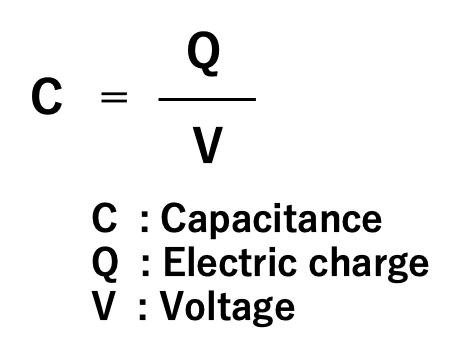 C = Q / V
C : Capacitance
Q : Electric charge
V : Voltage